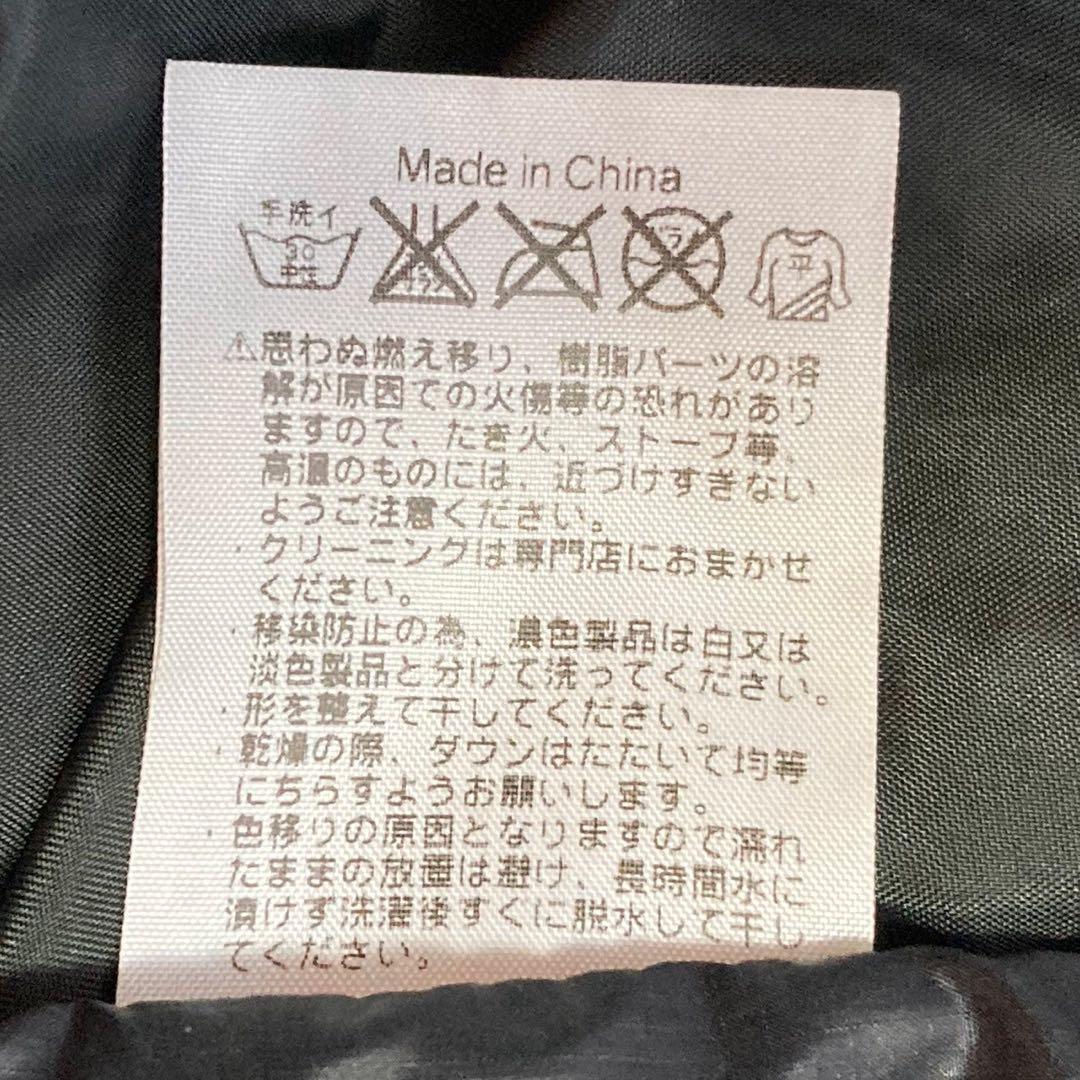 Made in China
手洗イ
30
中性
エンソ
サラシ
ドライ
平
⚠思わぬ燃え移り、樹脂パーツの溶
解が原因での火傷等の恐れがあり
ますので、たき火、ストーブ等、
高温のものには、近づけすぎない
ようご注意ください。
・クリーニングは専門店におまかせ
ください。
・移染防止の為、濃色製品は白又は
淡色製品と分けて洗ってください。
・形を整えて干してください。
・乾燥の際、ダウンはたたいて均等
にちらすようお願いします。
・色移りの原因となりますので濡れ
たままの放置は避け、長時間水に
漬けず洗濯後すぐに脱水して干し
てください。